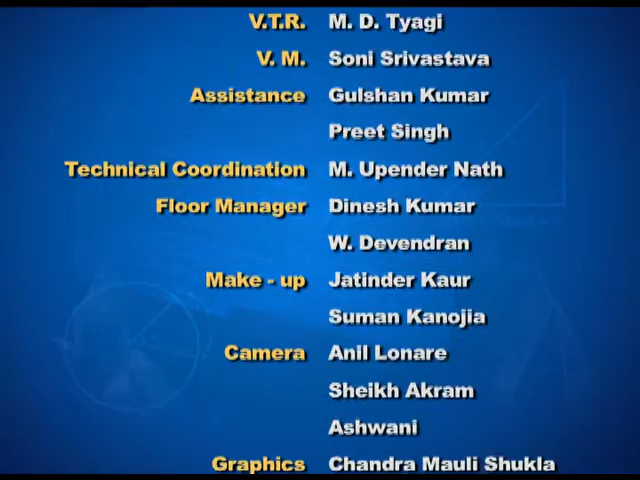 V.T.R. M. D. Tyagi
V. M. Soni Srivastava
Assistance Gulshan Kumar
Preet Singh
Technical Coordination M. Upender Nath
Floor Manager Dinesh Kumar
W. Devendran
Make - up Jatinder Kaur
Suman Kanojia
Camera Anil Lonare
Sheikh Akram
Ashwani
Graphics Chandra Mauli Shukla